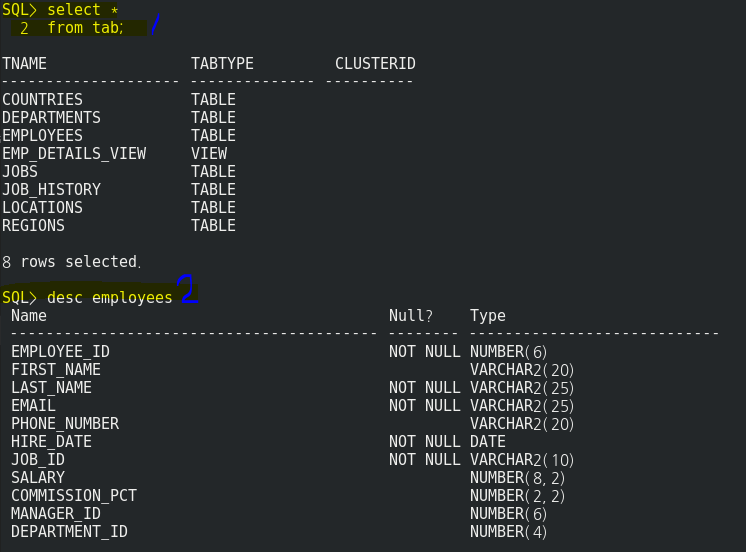 SQL> select *
  2  from tab; 1
TNAME                TABTYPE         CLUSTERID
-------------------- -------------- ----------
COUNTRIES            TABLE
DEPARTMENTS          TABLE
EMPLOYEES            TABLE
EMP_DETAILS_VIEW     VIEW
JOBS                 TABLE
JOB_HISTORY          TABLE
LOCATIONS            TABLE
REGIONS              TABLE
8 rows selected.
SQL> desc employees 2
 Name                                      Null?    Type
 ----------------------------------------- -------- ----------------------------
 EMPLOYEE_ID                               NOT NULL NUMBER(6)
 FIRST_NAME                                         VARCHAR2(20)
 LAST_NAME                                 NOT NULL VARCHAR2(25)
 EMAIL                                     NOT NULL VARCHAR2(25)
 PHONE_NUMBER                                       VARCHAR2(20)
 HIRE_DATE                                 NOT NULL DATE
 JOB_ID                                    NOT NULL VARCHAR2(10)
 SALARY                                             NUMBER(8,2)
 COMMISSION_PCT                                     NUMBER(2,2)
 MANAGER_ID                                         NUMBER(6)
 DEPARTMENT_ID                                      NUMBER(4)